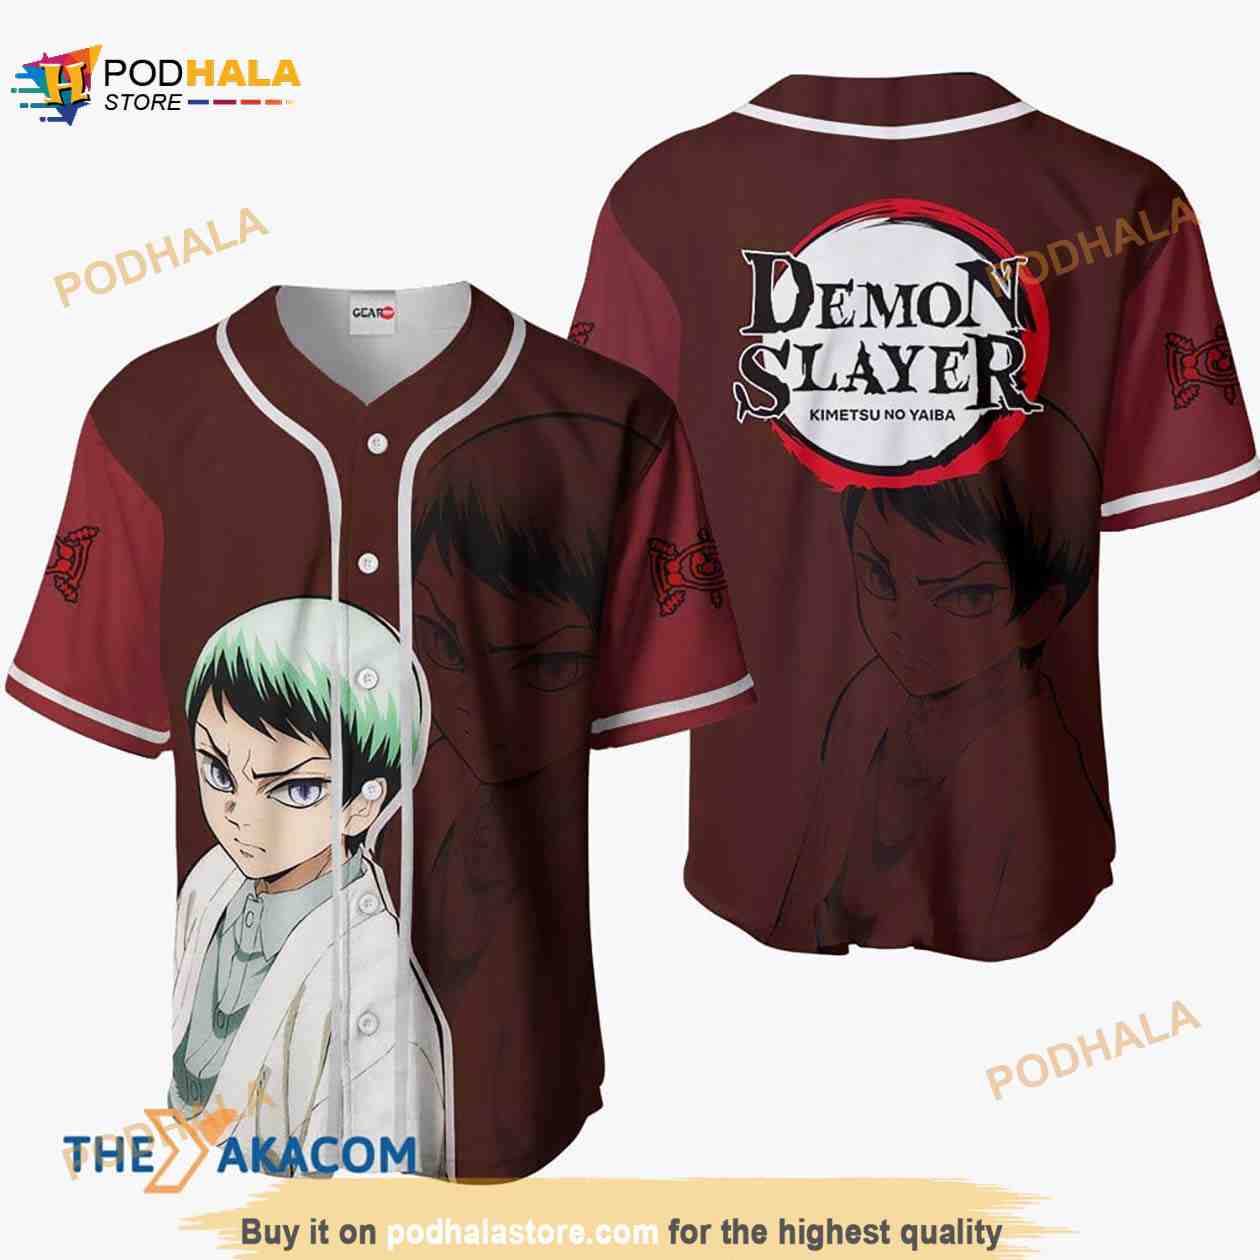 PODHALA
STORE
PODHALA
GEAR
DEMON
SLAYER
KIMETSU NO YAIBA
PODHALA
PODHALA
PODHALA
THE AKACOM
Buy it on podhalastore.com for the highest quality